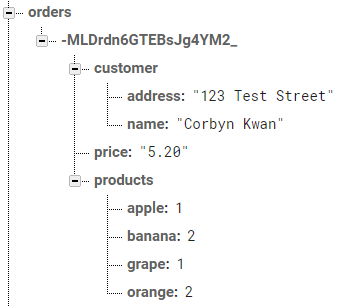 orders
-MLDrdn6GTEBsJg4YM2_
customer
address: "123 Test Street"
name: "Corbyn Kwan"
price: "5.20"
products
apple: 1
banana: 2
grape: 1
orange: 2